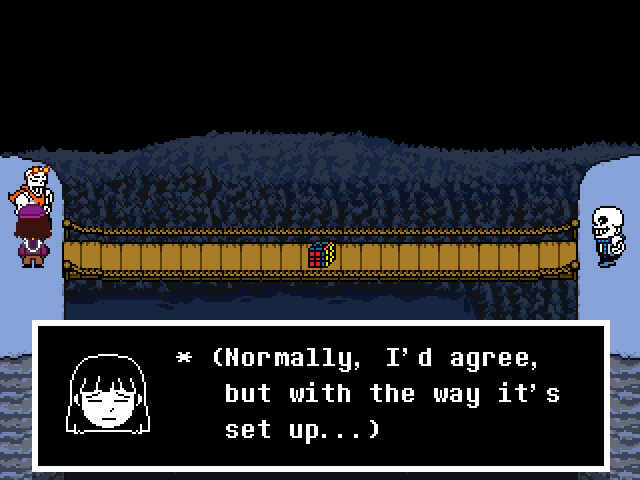 * (Normally, I'd agree,
but with the way it's
set up...)